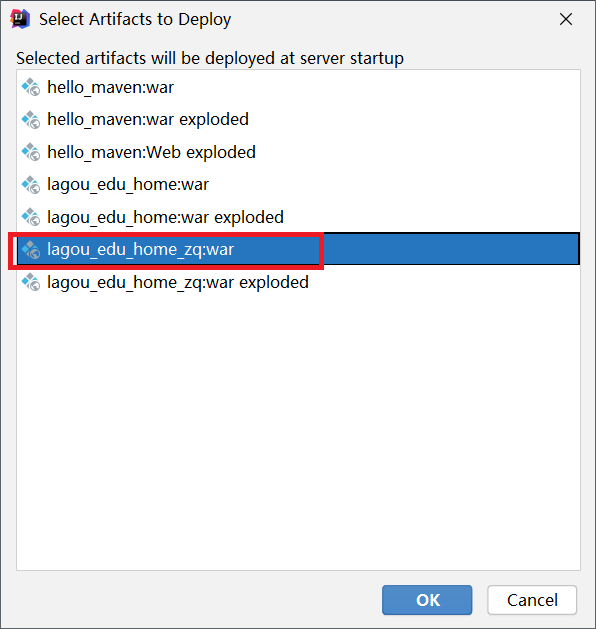 Select Artifacts to Deploy
Selected artifacts will be deployed at server startup
hello_maven:war
hello_maven:war exploded
hello_maven:Web exploded
lagou_edu_home:war
lagou_edu_home:war exploded
lagou_edu_home_zq:war
lagou_edu_home_zq:war exploded
OK
Cancel